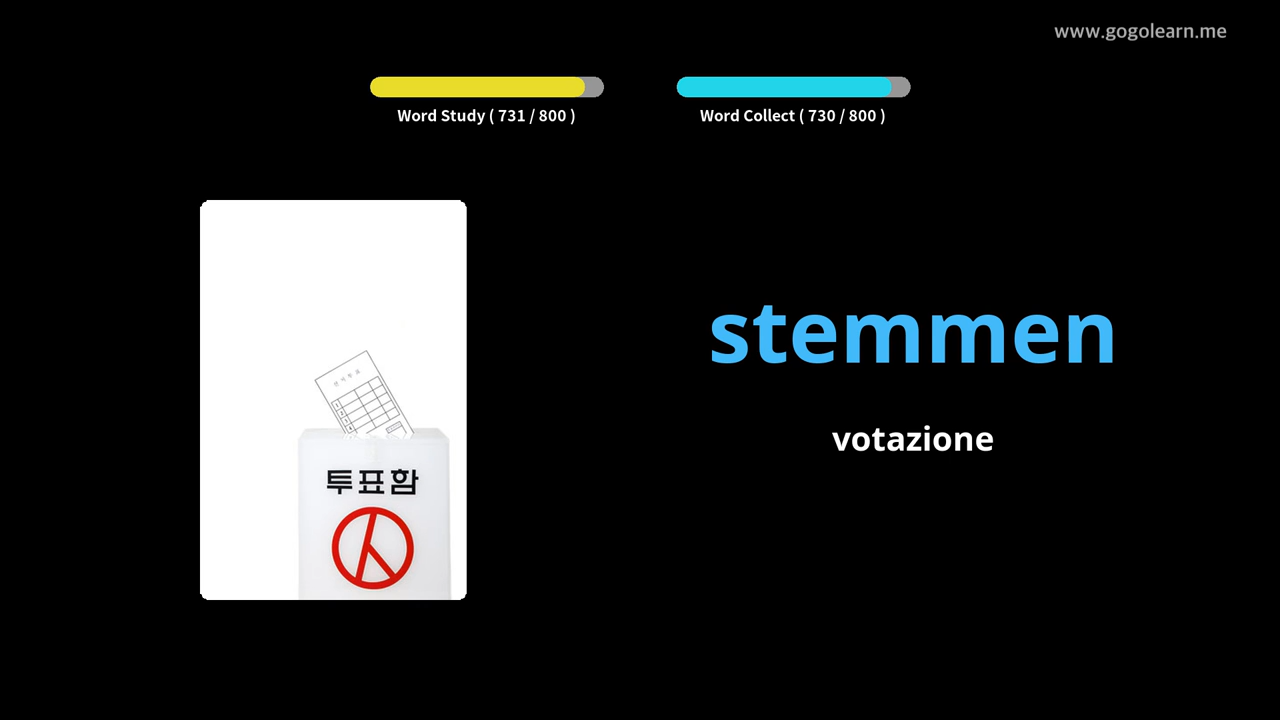 www.gogolearn.me
Word Study ( 731 / 800 )
Word Collect ( 730 / 800 )
stemmen
votazione
투표함